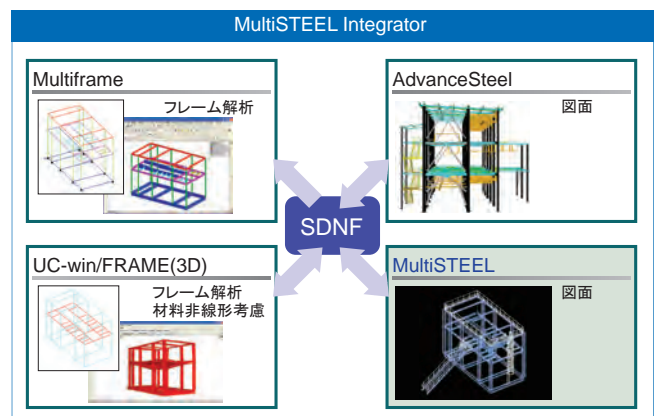 MultiSTEEL Integrator
Multiframe
フレーム解析
AdvanceSteel
図面
SDNF
UC-win/FRAME(3D)
フレーム解析
材料非線形考慮
MultiSTEEL
図面